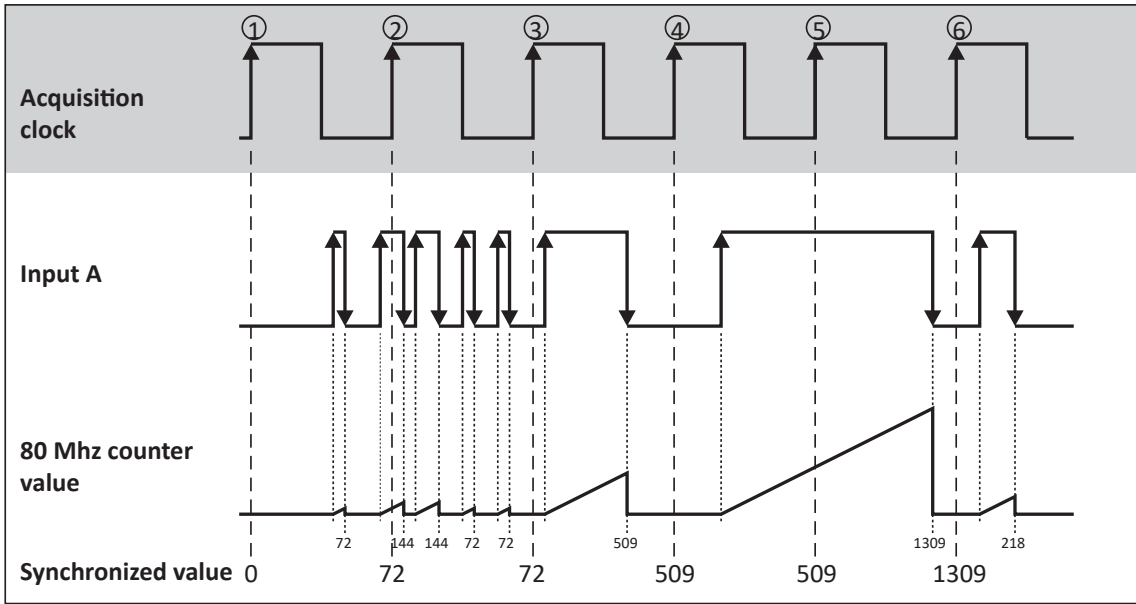 ① ② ③ ④ ⑤ ⑥
Acquisition
clock
Input A
80 Mhz counter
value
72 144 144 72 72 509 1309 218
Synchronized value 0 72 72 509 509 1309